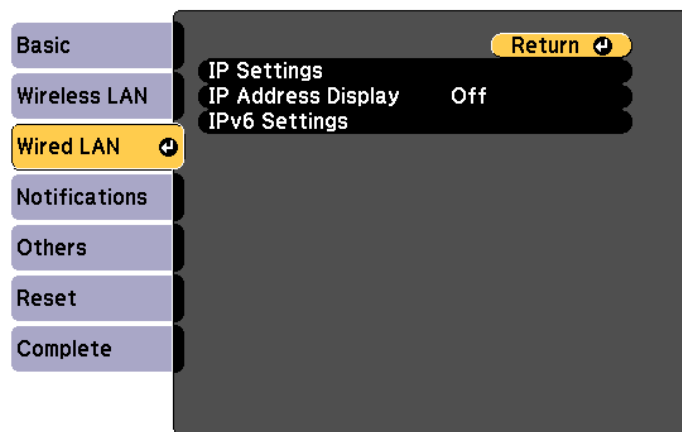 Basic
Wireless LAN
Wired LAN
Notifications
Others
Reset
Complete
Return
IP Settings
IP Address Display Off
IPv6 Settings